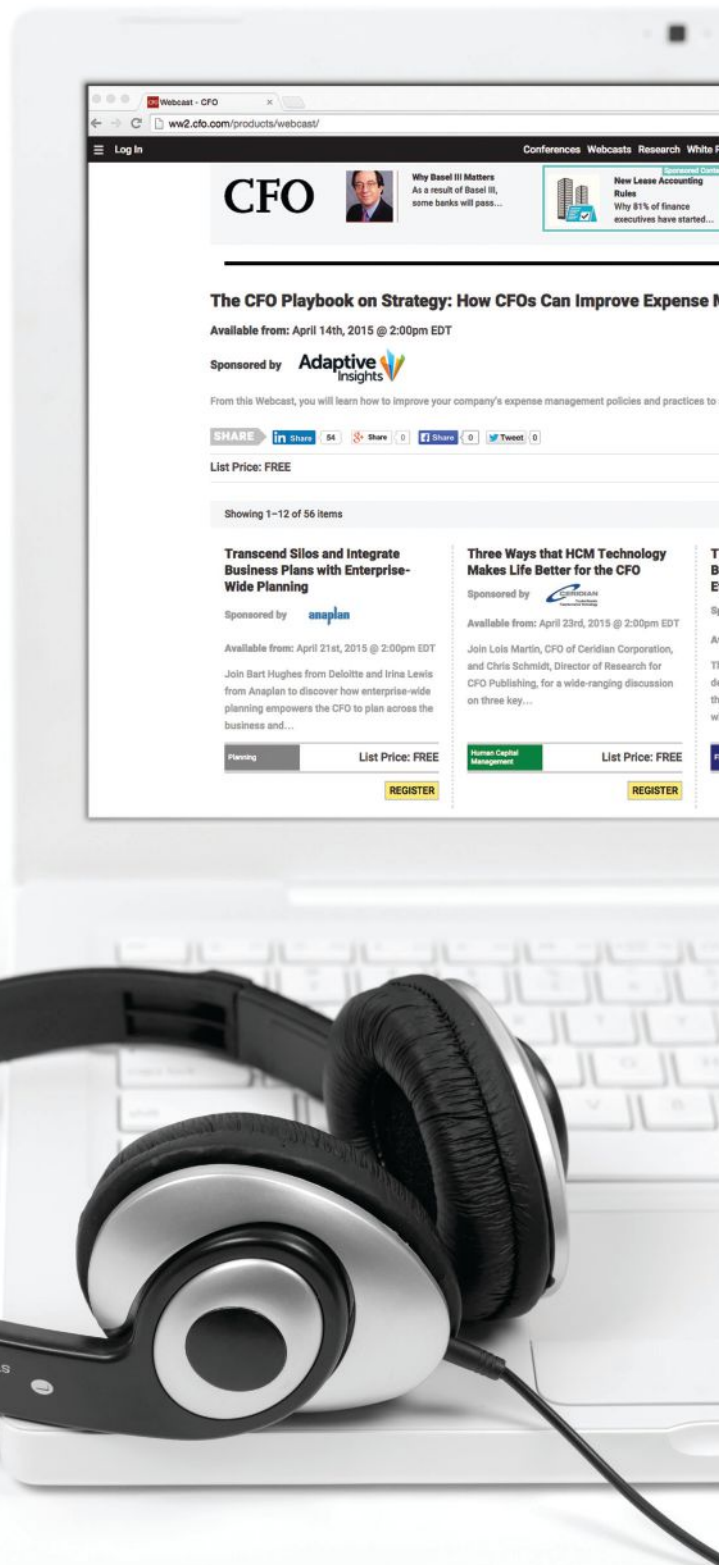 CFO Webcast - CFO ×
ww2.cfo.com/products/webcast/
Log In
Conferences Webcasts Research White
CFO
Why Basel III Matters
As a result of Basel III,
some banks will pass...
Sponsored
New Lease Accounting
Rules
Why 81% of finance
executives have started...
The CFO Playbook on Strategy: How CFOs Can Improve Expense
Available from: April 14th, 2015 @ 2:00pm EDT
Sponsored by Adaptive
Insights
From this Webcast, you will learn how to improve your company's expense management policies and practices to
SHARE in Share 54 g+ Share 0 f Share 0 Tweet 0
List Price: FREE
Showing 1–12 of 56 items
Transcend Silos and Integrate
Business Plans with Enterprise-
Wide Planning
Sponsored by anaplan
Available from: April 21st, 2015 @ 2:00pm EDT
Join Bart Hughes from Deloitte and Irina Lewis
from Anaplan to discover how enterprise-wide
planning empowers the CFO to plan across the
business and...
Planning List Price: FREE
REGISTER
Three Ways that HCM Technology
Makes Life Better for the CFO
Sponsored by CERIDIAN
Available from: April 23rd, 2015 @ 2:00pm EDT
Join Lois Martin, CFO of Ceridian Corporation,
and Chris Schmidt, Director of Research for
CFO Publishing, for a wide-ranging discussion
on three key...
Human Capital
Management List Price: FREE
REGISTER